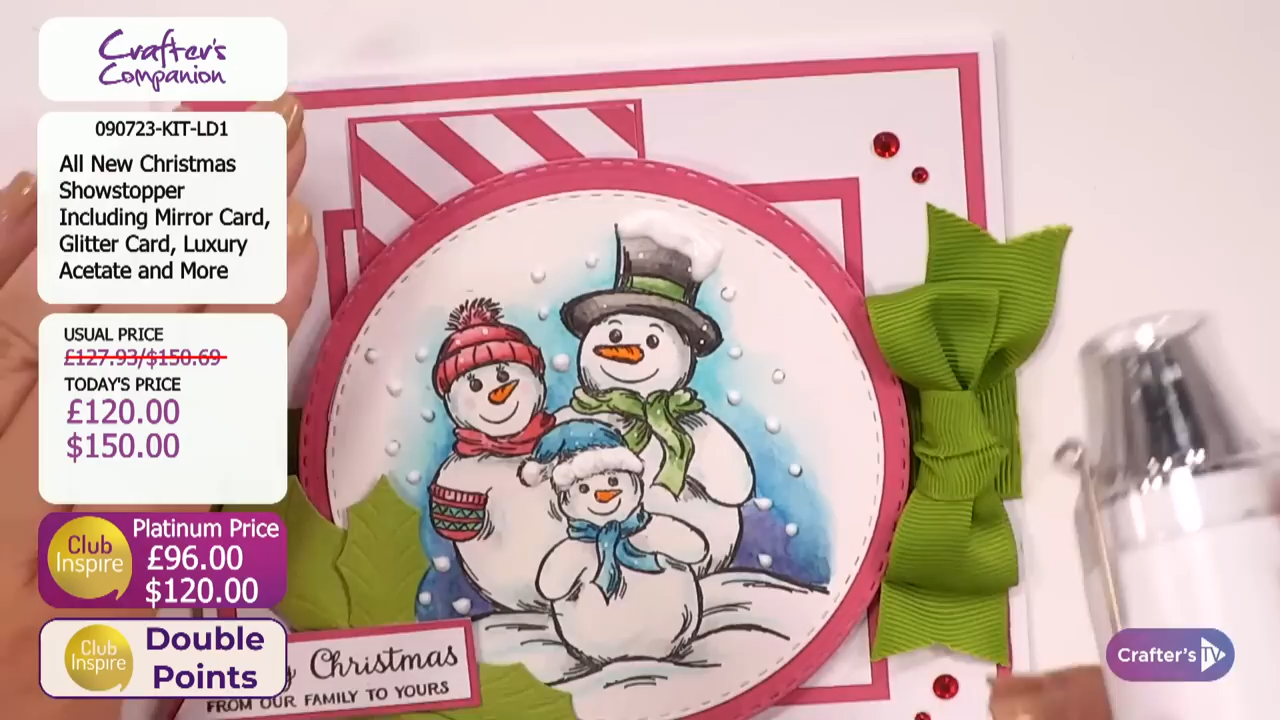 Crafter's
Companion
090723-KIT-LD1
All New Christmas
Showstopper
Including Mirror Card,
Glitter Card, Luxury
Acetate and More
USUAL PRICE
£127.93/$150.69
TODAY'S PRICE
£120.00
$150.00
Club
Inspire
Platinum Price
£96.00
$120.00
Club
Inspire
Double
Points
Christmas
FROM OUR FAMILY TO YOURS
Crafter's TV